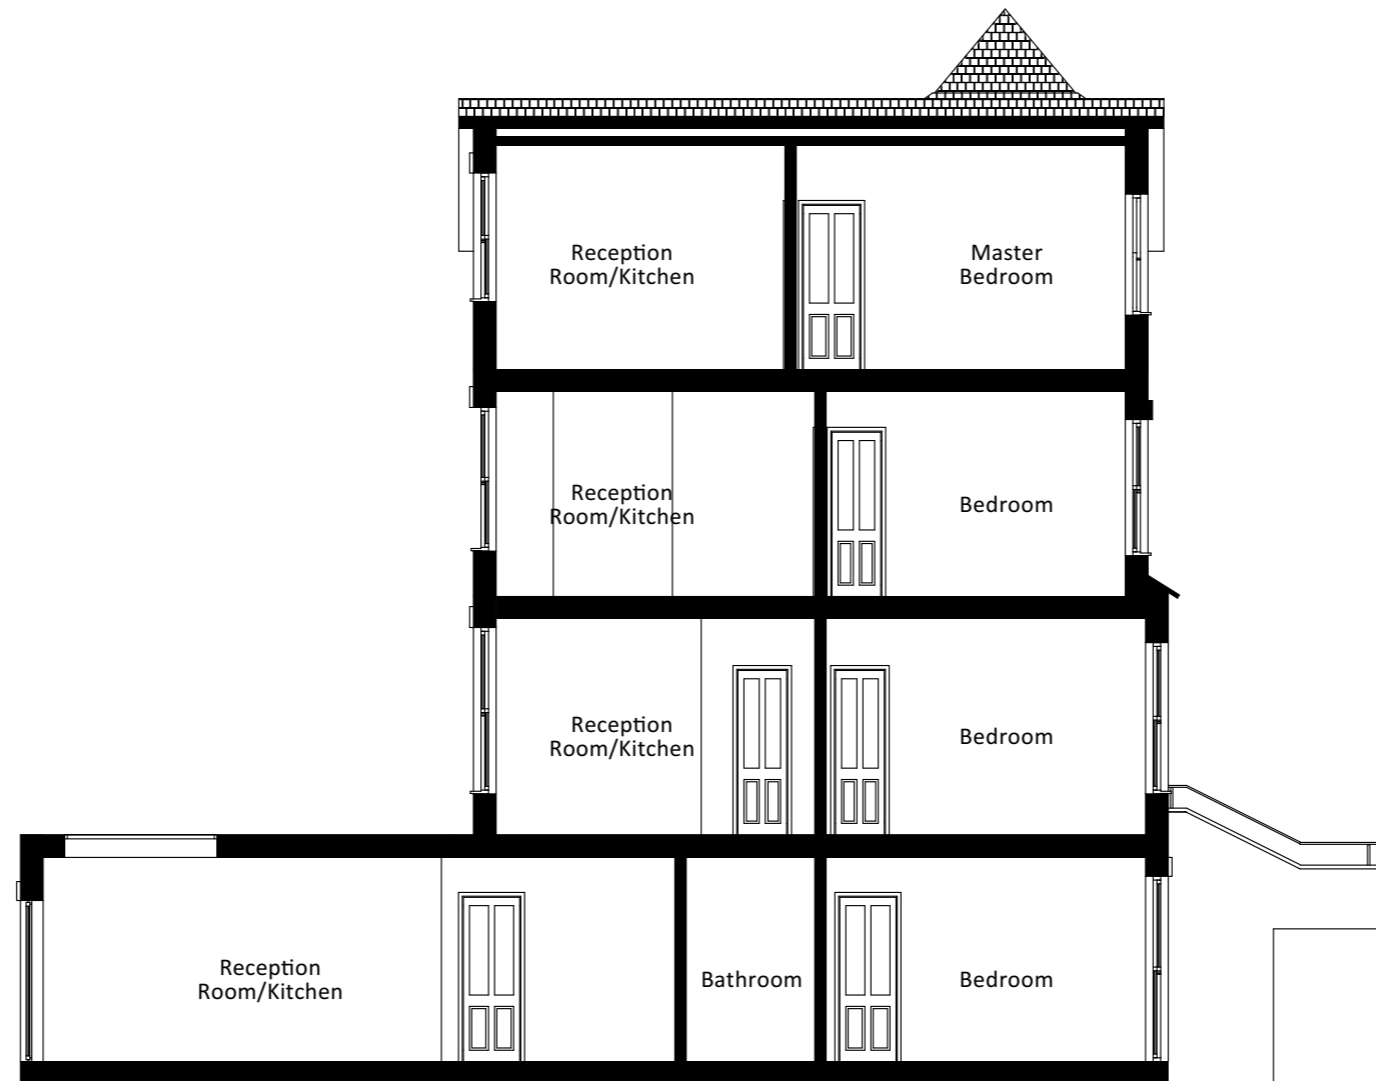 Reception
Room/Kitchen
Master
Bedroom
Reception
Room/Kitchen
Bedroom
Reception
Room/Kitchen
Bedroom
Reception
Room/Kitchen
Bathroom
Bedroom